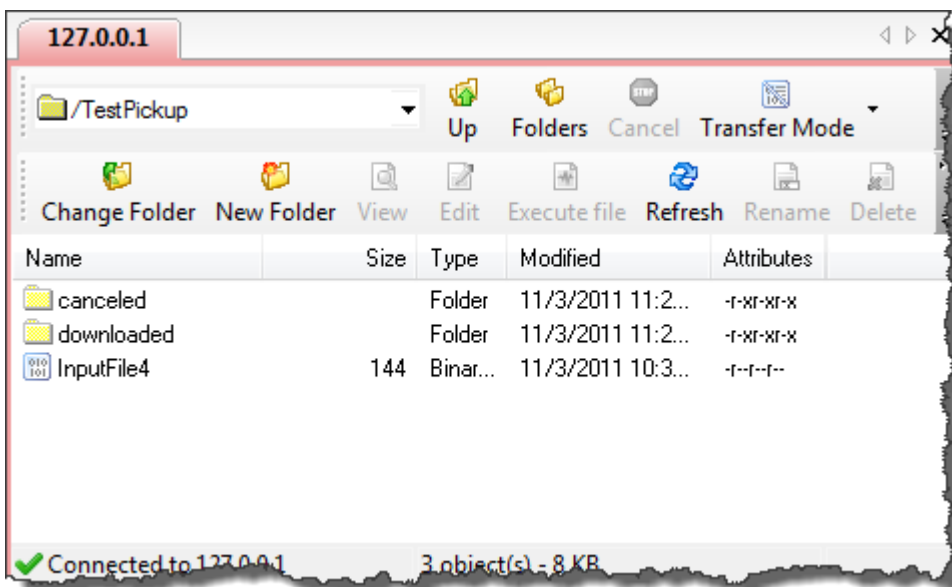 127.0.0.1
/TestPickup Up Folders Cancel Transfer Mode
STOP
Change Folder New Folder View Edit Execute file Refresh Rename Delete
Name Size Type Modified Attributes
canceled Folder 11/3/2011 11:2... -r-xr-xr-x
downloaded Folder 11/3/2011 11:2... -r-xr-xr-x
InputFile4 144 Binar... 11/3/2011 10:3... -r--r--r--
Connected to 127.0.0.1 3 object(s) - 8 KB